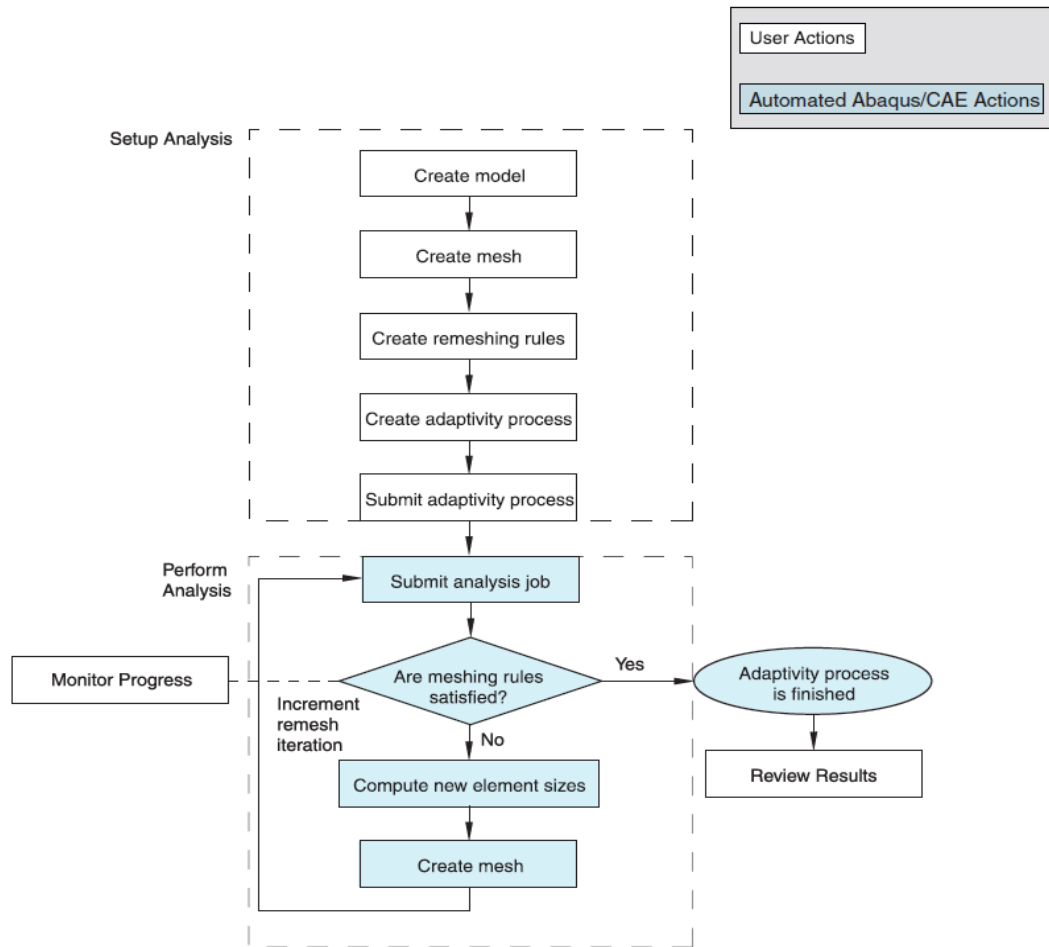 User Actions
Automated Abaqus/CAE Actions
Setup Analysis
Create model
Create mesh
Create remeshing rules
Create adaptivity process
Submit adaptivity process
Perform
Analysis
Submit analysis job
Monitor Progress
Are meshing rules
satisfied?
Yes
Adaptivity process
is finished
Increment
remesh
iteration
No
Compute new element sizes
Review Results
Create mesh